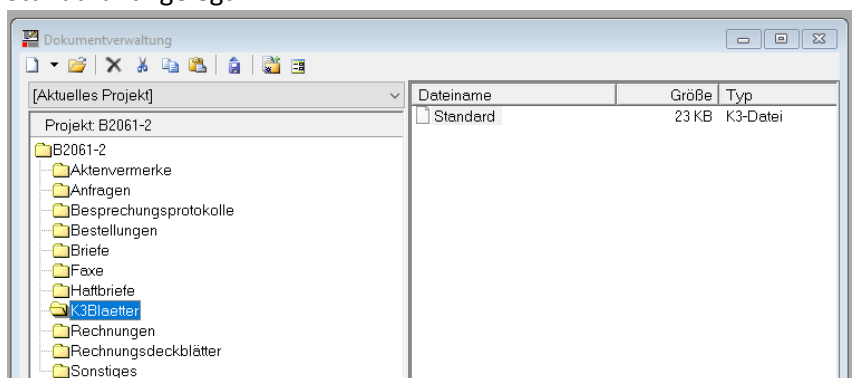 Dokumentverwaltung
[Aktuelles Projekt]
Projekt: B2061-2
B2061-2
Aktenvermerke
Anfragen
Besprechungsprotokolle
Bestellungen
Briefe
Faxe
Haftbriefe
K3Blaetter
Rechnungen
Rechnungsdeckblätter
Sonstiges
Dateiname Größe Typ
Standard 23 KB K3-Datei